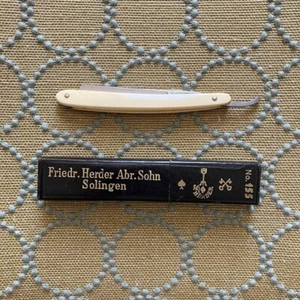 Friedr. Herder Abr. Sohn
Solingen
No. 155